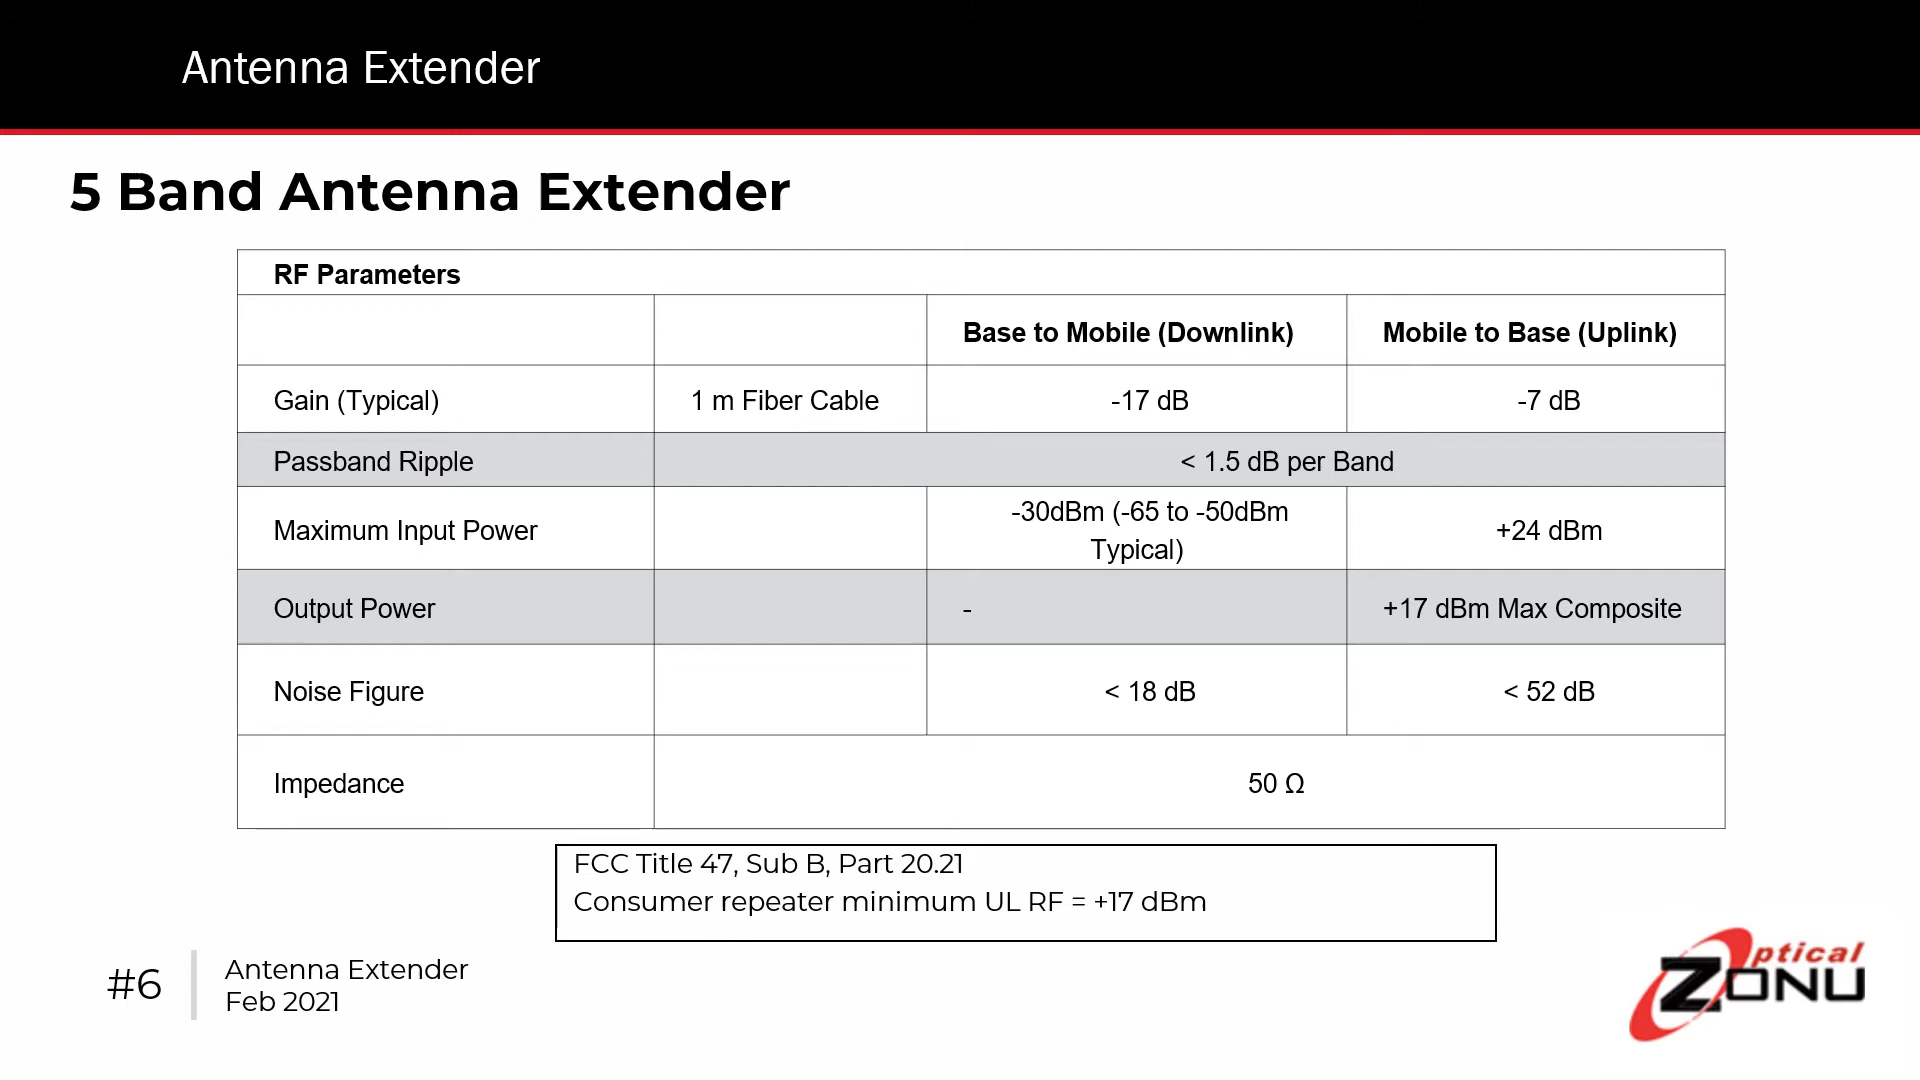 Antenna Extender
5 Band Antenna Extender
RF Parameters
Base to Mobile (Downlink) Mobile to Base (Uplink)
Gain (Typical) 1 m Fiber Cable -17 dB -7 dB
Passband Ripple < 1.5 dB per Band
Maximum Input Power -30dBm (-65 to -50dBm
Typical) +24 dBm
Output Power - +17 dBm Max Composite
Noise Figure < 18 dB < 52 dB
Impedance 50 Ω
FCC Title 47, Sub B, Part 20.21
Consumer repeater minimum UL RF = +17 dBm
#6
Antenna Extender
Feb 2021
Optical
ZONU